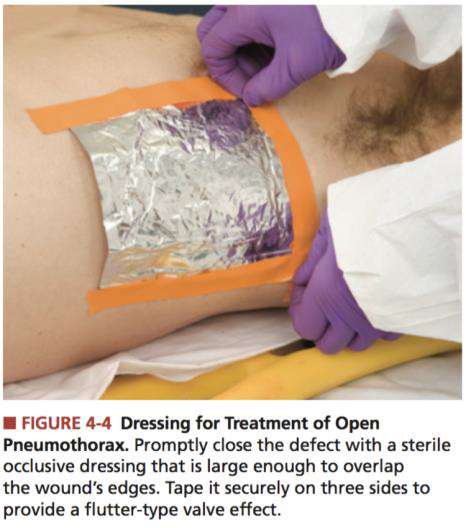 ■ FIGURE 4-4 Dressing for Treatment of Open
Pneumothorax. Promptly close the defect with a sterile
occlusive dressing that is large enough to overlap
the wound's edges. Tape it securely on three sides to
provide a flutter-type valve effect.